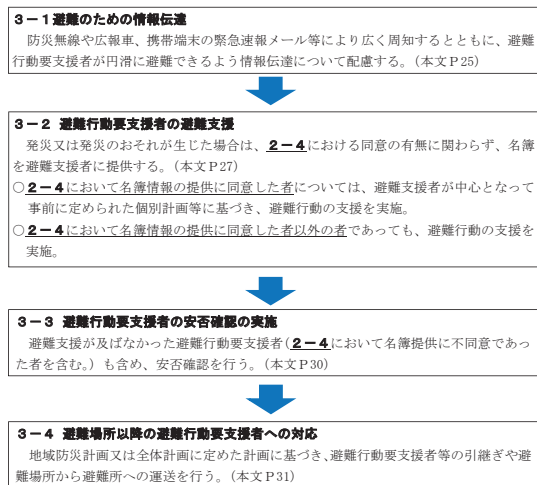 3－1避難のための情報伝達
防災無線や広報車、携帯端末の緊急速報メール等により広く周知するとともに、避難
行動要支援者が円滑に避難できるよう情報伝達について配慮する。(本文Ｐ25)
3－2 避難行動要支援者の避難支援
発災又は発災のおそれが生じた場合は、2－4における同意の有無に関わらず、名簿
を避難支援者に提供する。(本文Ｐ27)
○2－4において名簿情報の提供に同意した者については、避難支援者が中心となって
事前に定められた個別計画等に基づき、避難行動の支援を実施。
○2－4において名簿情報の提供に同意した者以外の者であっても、避難行動の支援を
実施。
3－3 避難行動要支援者の安否確認の実施
避難支援が及ばなかった避難行動要支援者(2－4において名簿提供に不同意であっ
た者を含む。) も含め、安否確認を行う。(本文Ｐ30)
3－4 避難場所以降の避難行動要支援者への対応
地域防災計画又は全体計画に定めた計画に基づき､避難行動要支援者等の引継ぎや避
難場所から避難所への運送を行う。(本文Ｐ31)